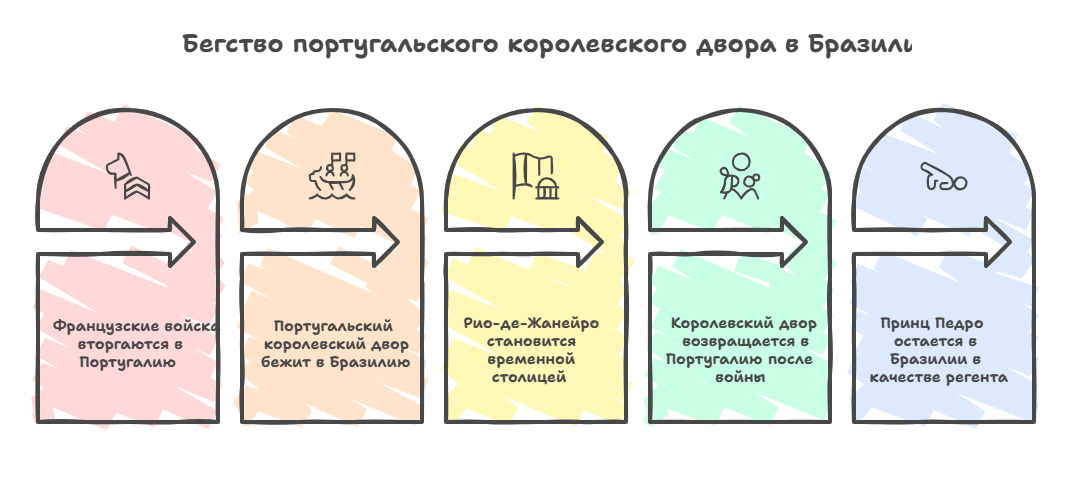 Бегство португальского королевского двора в Бразили
Французские войска
вторгаются в
Португалию
Португальский
королевский двор
бежит в Бразилию
Рио-де-Жанейро
становится
временной
столицей
Королевский двор
возвращается в
Португалию после
войны
Принц Педро
остается в
Бразилии в
качестве регента